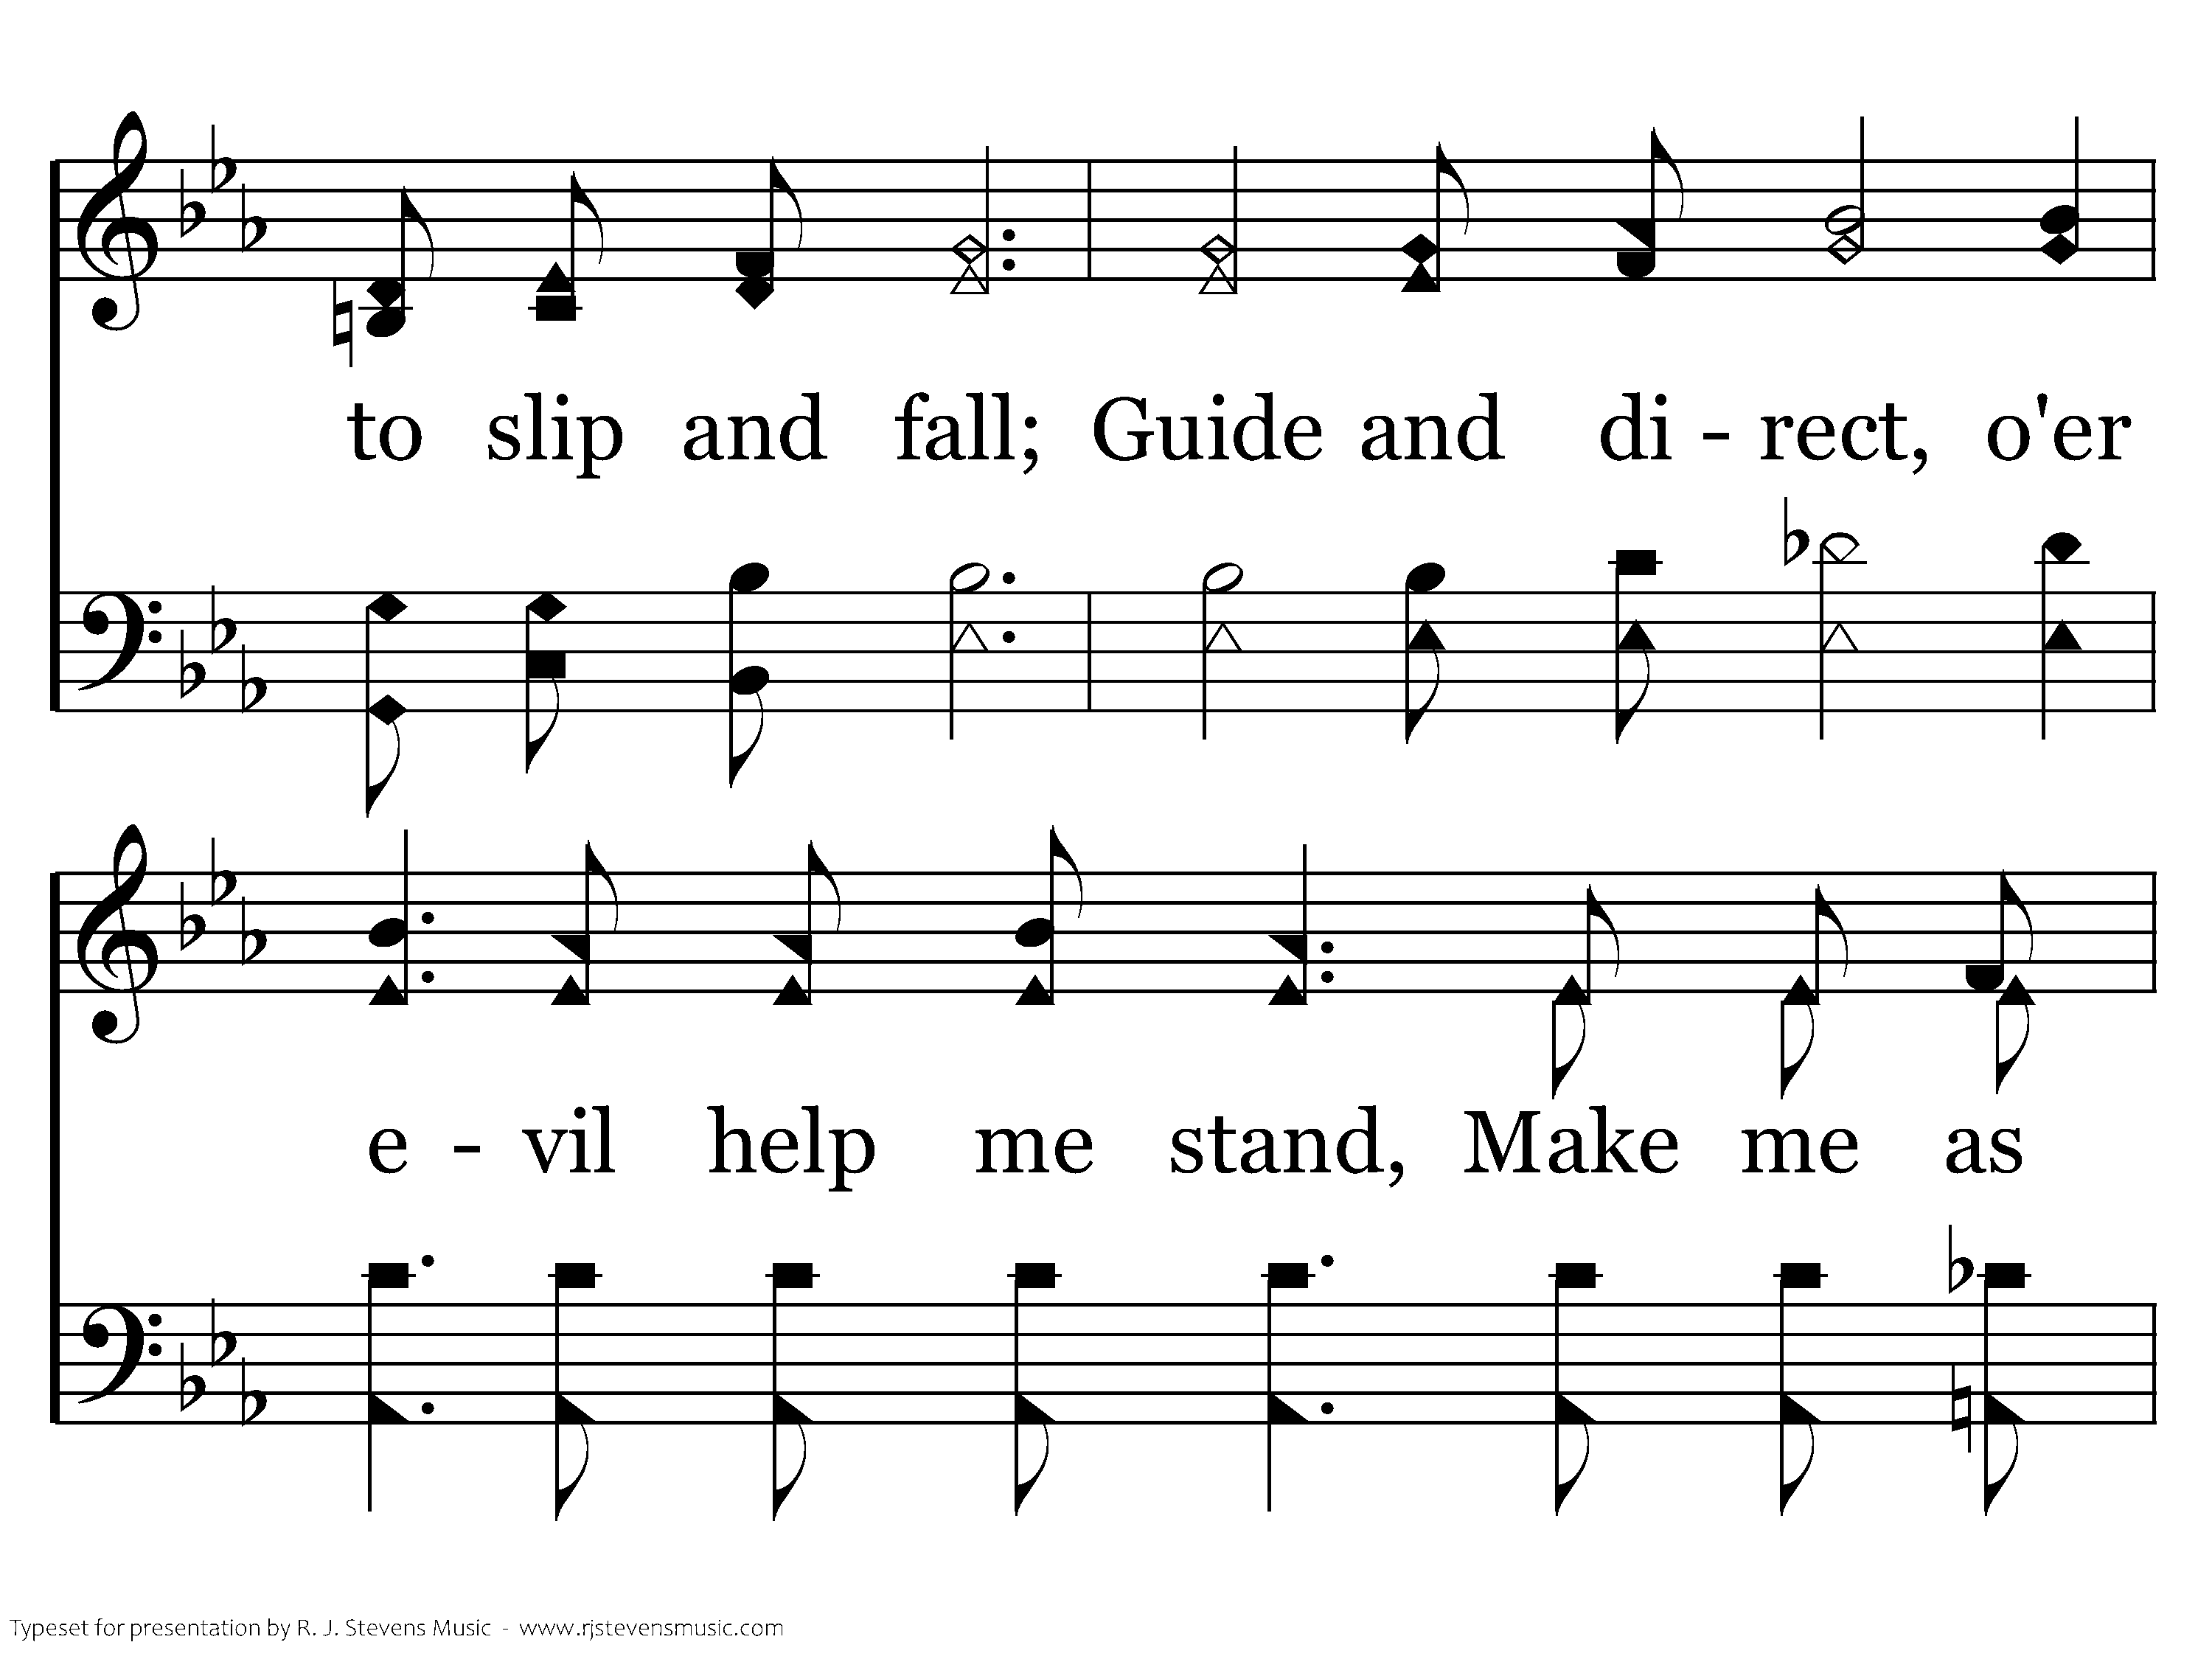 to slip and fall; Guide and di - rect, o'er
e - vil help me stand, Make me as
Typeset for presentation by R. J. Stevens Music - www.rjstevensmusic.com